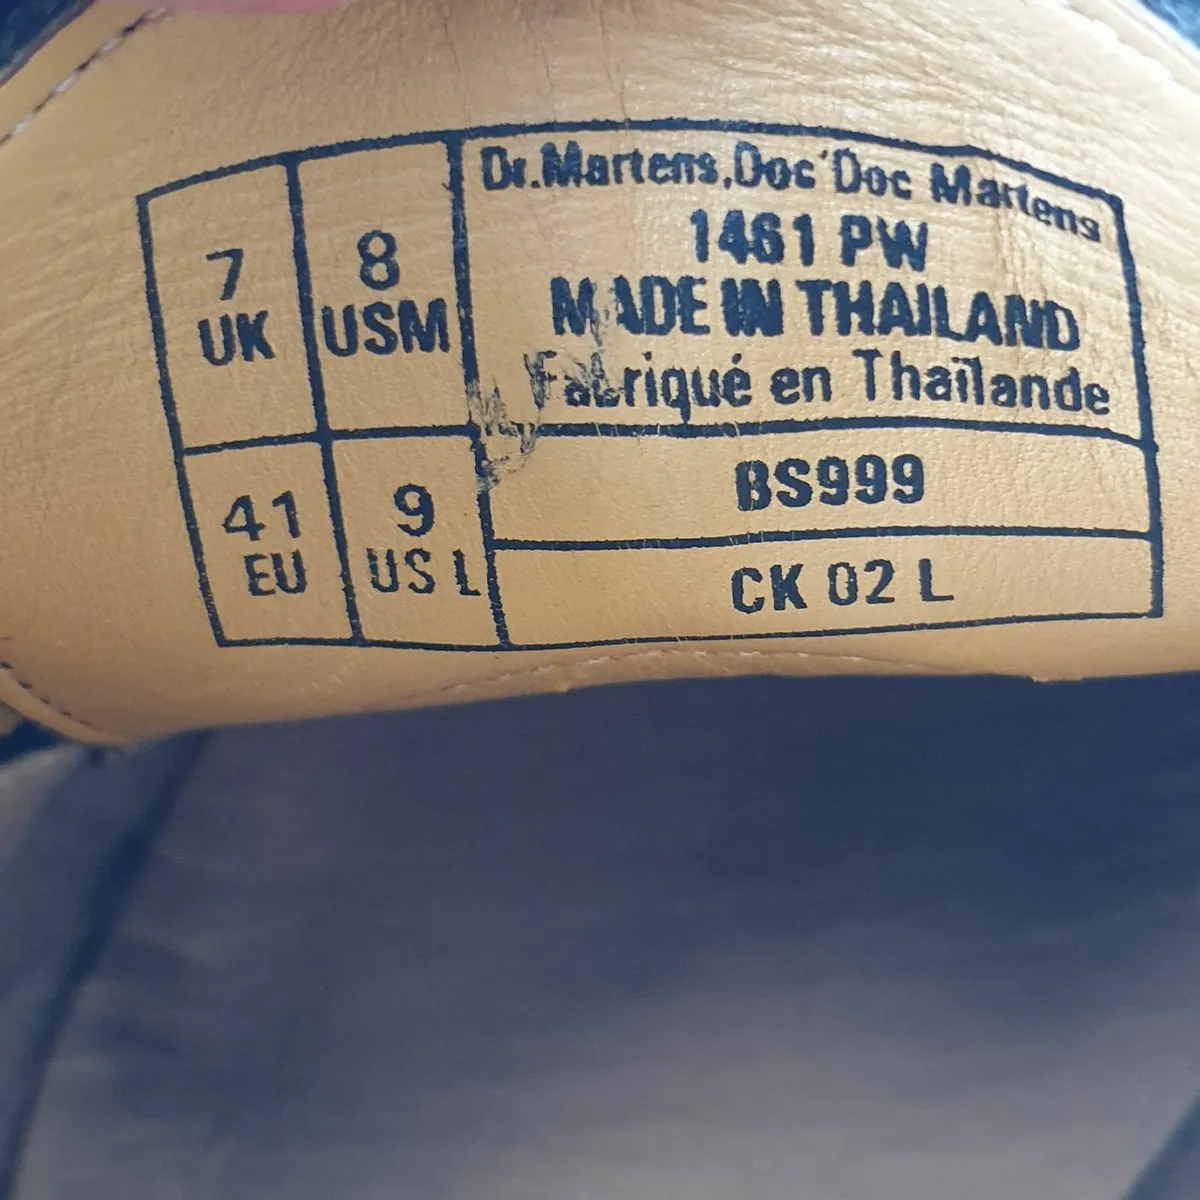 Dr.Martens,Doc'Doc Martens
1461 PW
MADE IN THAILAND
Fabriqué en Thaïlande
7
UK
8
USM
41
EU
9
US L
BS999
CK 02 L